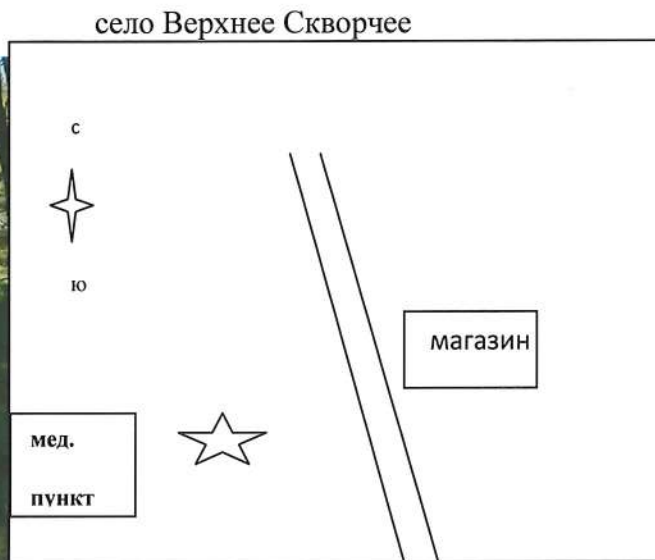 село Верхнее Скворчее
с
ю
магазин
мед.
пункт